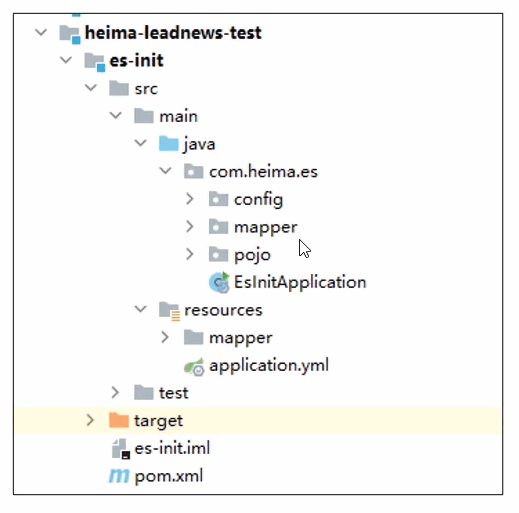 heima-leadnews-test
es-init
src
main
java
com.heima.es
config
mapper
pojo
EsInitApplication
resources
mapper
application.yml
test
target
es-init.iml
pom.xml